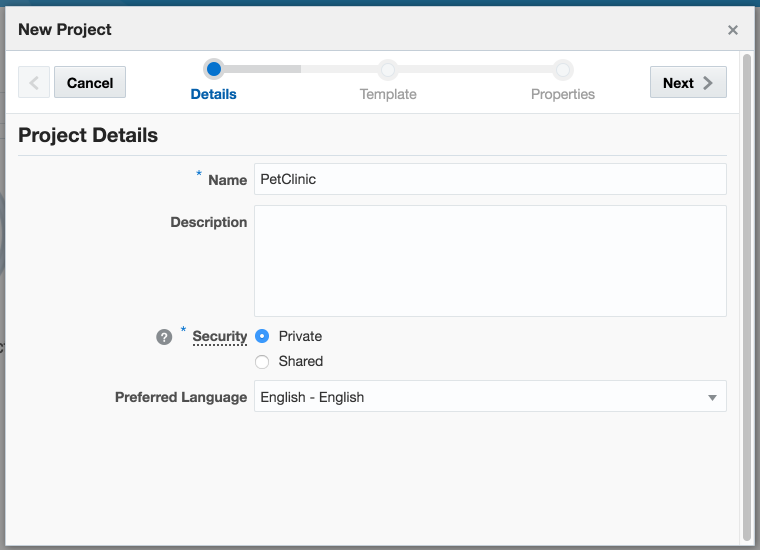 New Project
×
Cancel
Details
Template
Properties
Next
Project Details
* Name
PetClinic
Description
? * Security
Private
Shared
Preferred Language
English - English